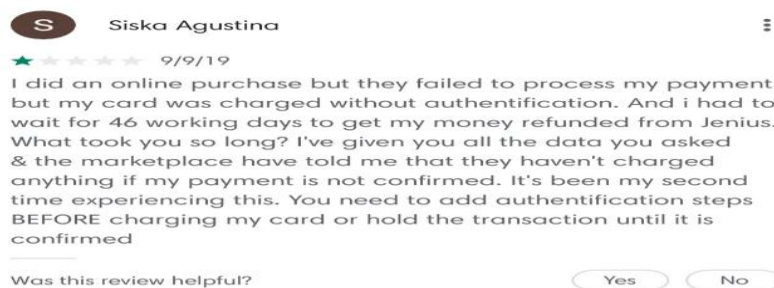 S
Siska Agustina
9/9/19
I did an online purchase but they failed to process my payment
but my card was charged without authentification. And i had to
wait for 46 working days to get my money refunded from Jenius.
What took you so long? I've given you all the data you asked
& the marketplace have told me that they haven't charged
anything if my payment is not confirmed. It's been my second
time experiencing this. You need to add authentification steps
BEFORE charging my card or hold the transaction until it is
confirmed
Was this review helpful? Yes No